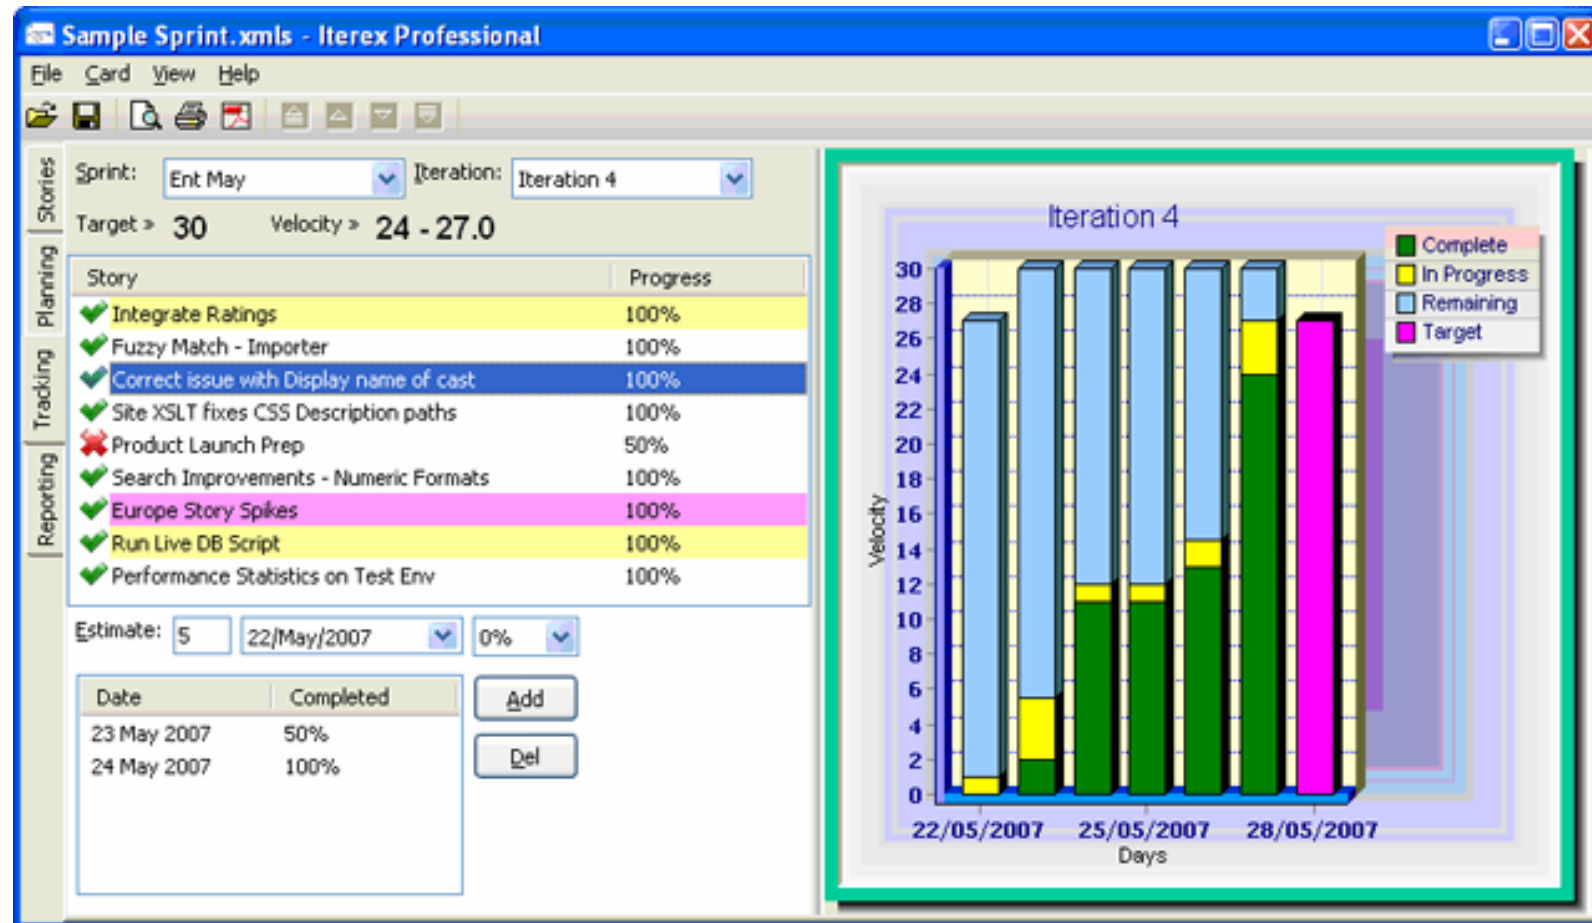 Sample Sprint.xmls - Iterex Professional
File Card View Help
Stories
Planning
Tracking
Reporting
Sprint: Ent May Iteration: Iteration 4
Target » 30 Velocity » 24 - 27.0
Story Progress
Integrate Ratings 100%
Fuzzy Match - Importer 100%
Correct issue with Display name of cast 100%
Site XSLT fixes CSS Description paths 100%
Product Launch Prep 50%
Search Improvements - Numeric Formats 100%
Europe Story Spikes 100%
Run Live DB Script 100%
Performance Statistics on Test Env 100%
Estimate: 5 22/May/2007 0%
Date Completed
23 May 2007 50%
24 May 2007 100%
Add
Del
Iteration 4
Complete
In Progress
Remaining
Target
30
28
26
24
22
20
18
16
14
12
10
8
6
4
2
0
Velocity
22/05/2007 25/05/2007 28/05/2007
Days